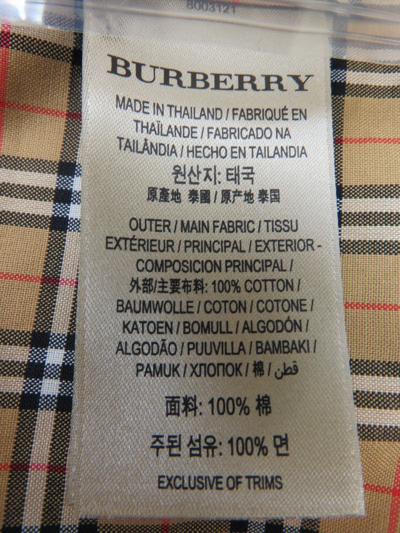 8003121
BURBERRY
MADE IN THAILAND / FABRIQUÉ EN
THAÏLANDE / FABRICADO NA
TAILÂNDIA / HECHO EN TAILANDIA
원산지: 태국
原產地 泰國 / 原产地 泰国
OUTER / MAIN FABRIC / TISSU
EXTÉRIEUR / PRINCIPAL / EXTERIOR -
COMPOSICION PRINCIPAL /
外部/主要布料: 100% COTTON /
BAUMWOLLE / COTON / COTONE /
KATOEN / BOMULL / ALGODÓN /
ALGODÃO / PUUVILLA / BAMBAKI /
PAMUK / ХЛОПОК / 棉 / قطن
面料: 100% 棉
주된 섬유: 100% 면
EXCLUSIVE OF TRIMS